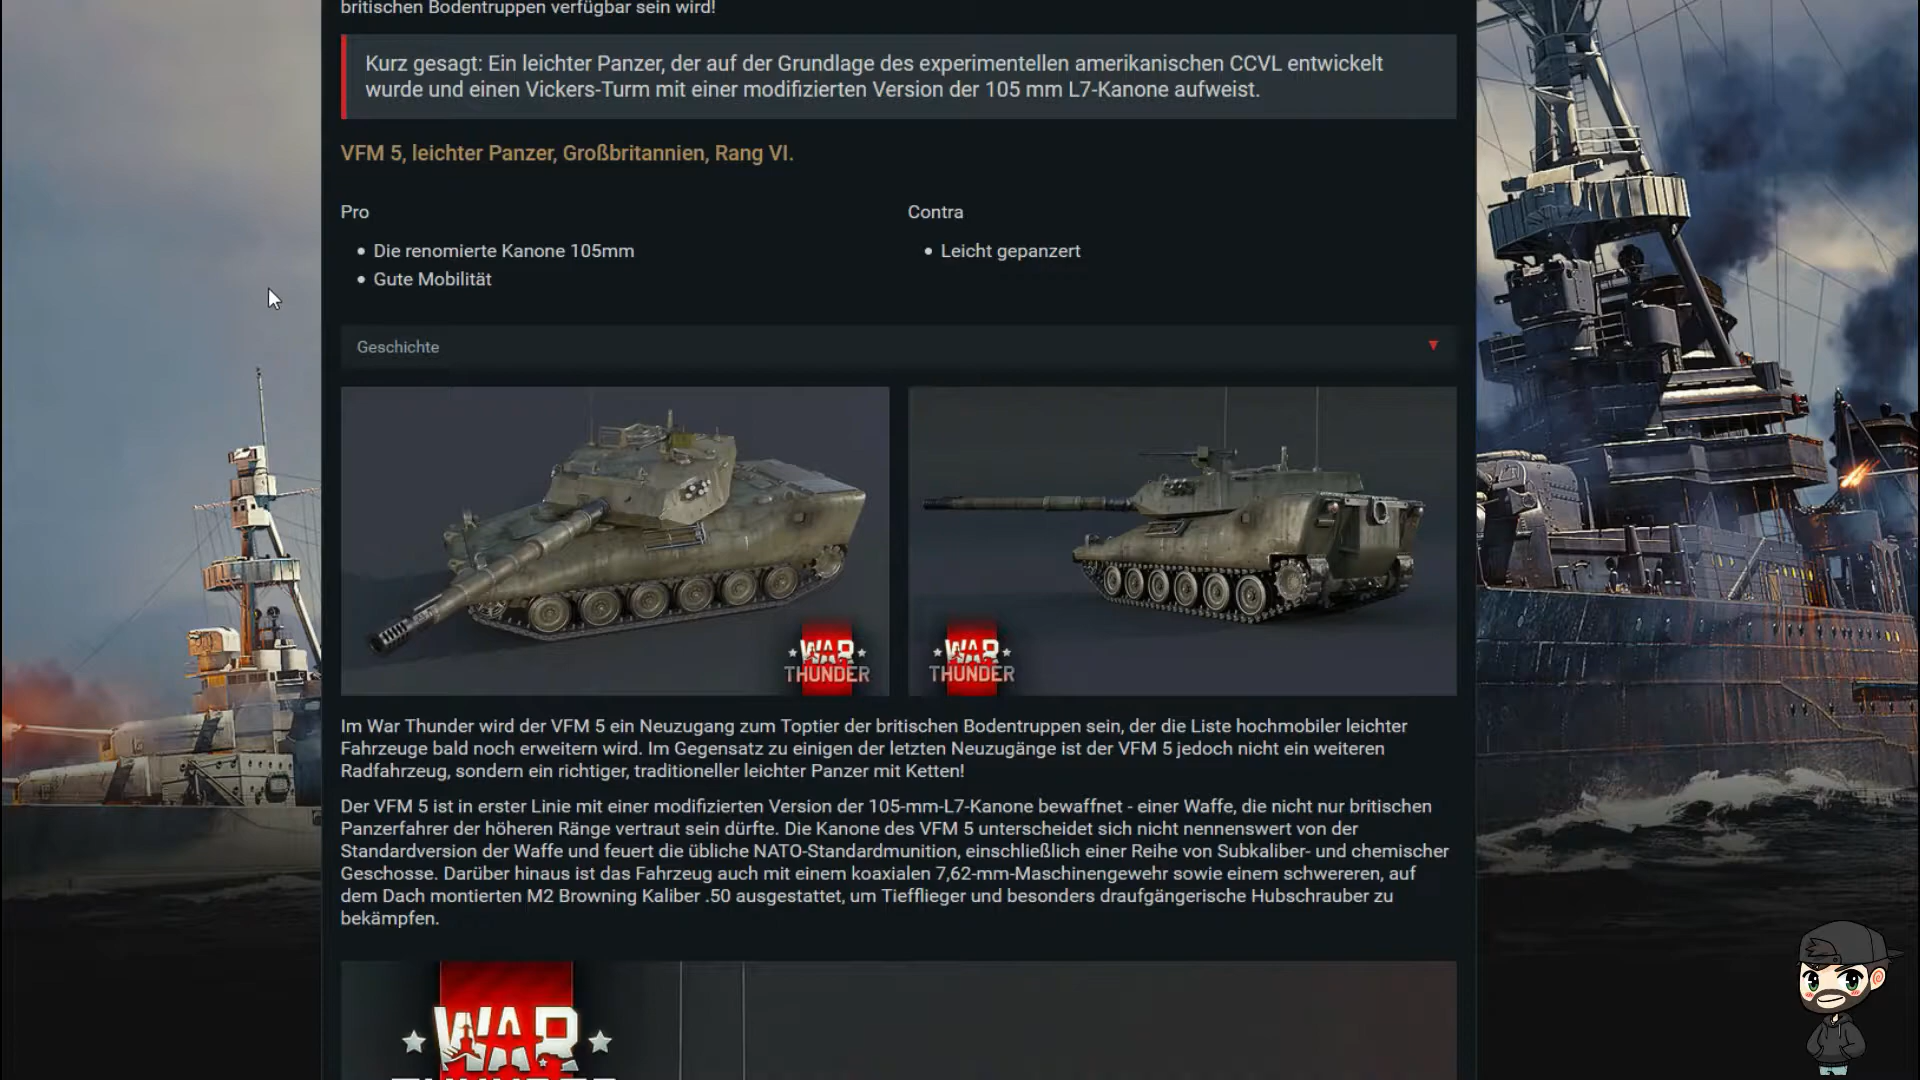 britischen Bodentruppen verfügbar sein wird!
Kurz gesagt: Ein leichter Panzer, der auf der Grundlage des experimentellen amerikanischen CCVL entwickelt
wurde und einen Vickers-Turm mit einer modifizierten Version der 105 mm L7-Kanone aufweist.
VFM 5, leichter Panzer, Großbritannien, Rang VI.
Pro
Contra
• Die renomierte Kanone 105mm
• Leicht gepanzert
• Gute Mobilität
Geschichte
WAR
THUNDER
WAR
THUNDER
Im War Thunder wird der VFM 5 ein Neuzugang zum Toptier der britischen Bodentruppen sein, der die Liste hochmobiler leichter
Fahrzeuge bald noch erweitern wird. Im Gegensatz zu einigen der letzten Neuzugänge ist der VFM 5 jedoch nicht ein weiteren
Radfahrzeug, sondern ein richtiger, traditioneller leichter Panzer mit Ketten!
Der VFM 5 ist in erster Linie mit einer modifizierten Version der 105-mm-L7-Kanone bewaffnet - einer Waffe, die nicht nur britischen
Panzerfahrer der höheren Ränge vertraut sein dürfte. Die Kanone des VFM 5 unterscheidet sich nicht nennenswert von der
Standardversion der Waffe und feuert die übliche NATO-Standardmunition, einschließlich einer Reihe von Subkaliber- und chemischer
Geschosse. Darüber hinaus ist das Fahrzeug auch mit einem koaxialen 7,62-mm-Maschinengewehr sowie einem schwereren, auf
dem Dach montierten M2 Browning Kaliber .50 ausgestattet, um Tiefflieger und besonders draufgängerische Hubschrauber zu
bekämpfen.
WAR
THUNDER